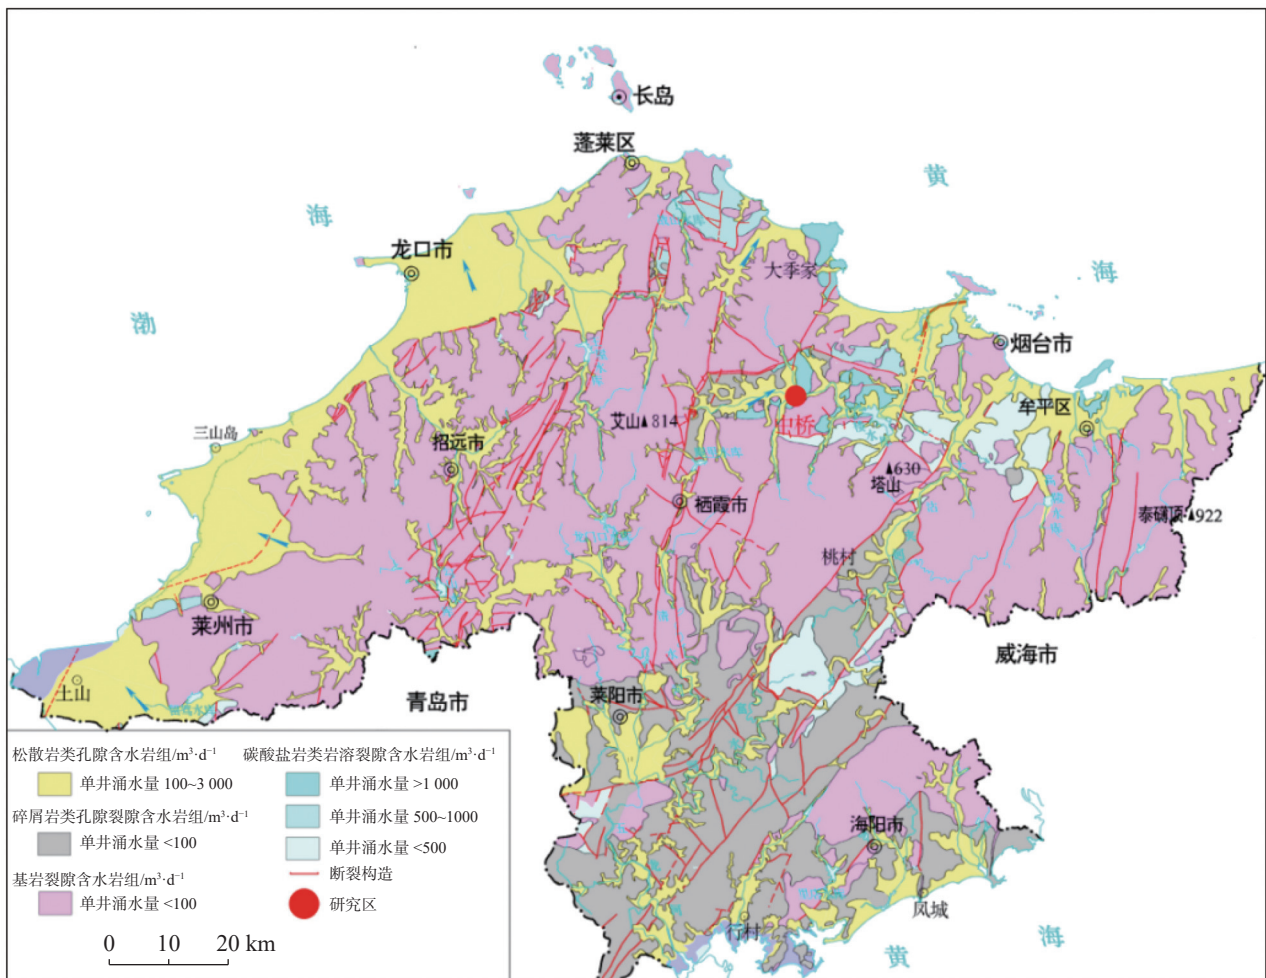 长岛
蓬莱区
黄
海
龙口市
大季家
海
渤
烟台市
三山岛
艾山▲814
中桥
牟平区
招远市
▲630
塔山
栖霞市
泰礴顶▲922
桃村
莱州市
威海市
土山
青岛市
莱阳市
海阳市
凤城
行村
黄
海
松散岩类孔隙含水岩组/m³·d⁻¹
单井涌水量 100~3 000
碎屑岩类孔隙裂隙含水岩组/m³·d⁻¹
单井涌水量 <100
基岩裂隙含水岩组/m³·d⁻¹
单井涌水量 <100
碳酸盐岩类岩溶裂隙含水岩组/m³·d⁻¹
单井涌水量 >1 000
单井涌水量 500~1000
单井涌水量 <500
断裂构造
研究区
0 10 20 km